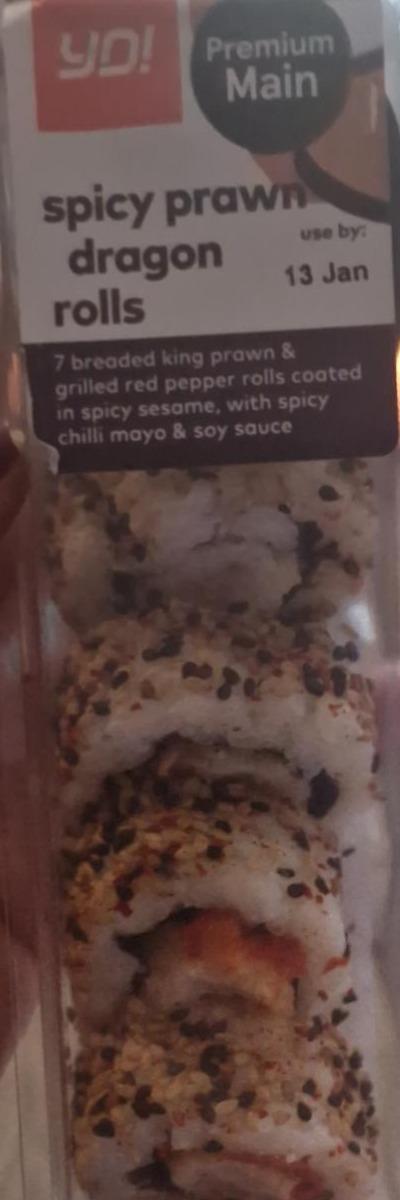 YO!
Premium
Main
spicy prawn
dragon
rolls
use by:
13 Jan
7 breaded king prawn &
grilled red pepper rolls coated
in spicy sesame, with spicy
chilli mayo & soy sauce